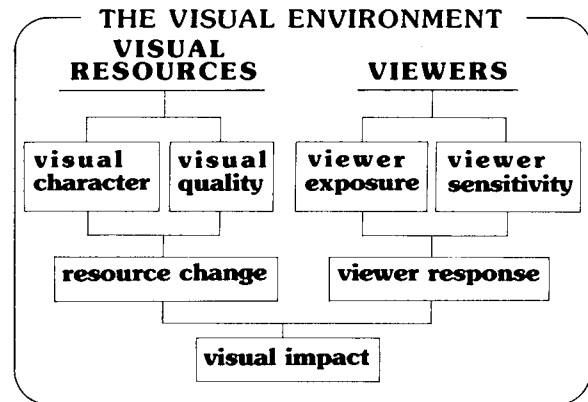 THE VISUAL ENVIRONMENT
VISUAL
RESOURCES
VIEWERS
visual
character
visual
quality
viewer
exposure
viewer
sensitivity
resource change
viewer response
visual impact